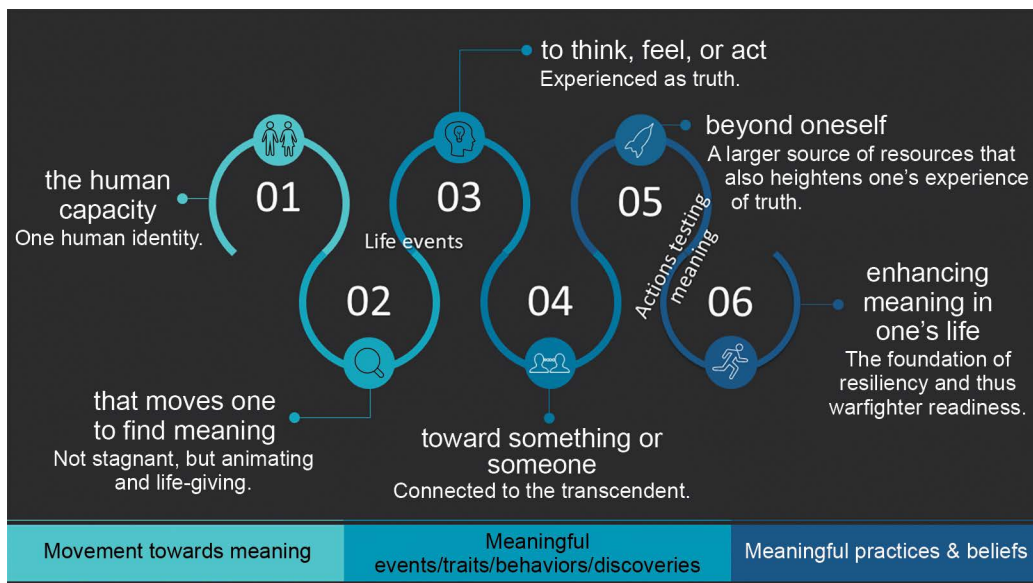 01
the human
capacity
One human identity.
02
that moves one
to find meaning
Not stagnant, but animating
and life-giving.
Life events
03
to think, feel, or act
Experienced as truth.
04
toward something or
someone
Connected to the transcendent.
05
beyond oneself
A larger source of resources that
also heightens one’s experience
of truth.
Actions testing
meaning
06
enhancing
meaning in
one’s life
The foundation of
resiliency and thus
warfighter readiness.
Movement towards meaning
Meaningful
events/traits/behaviors/discoveries
Meaningful practices & beliefs